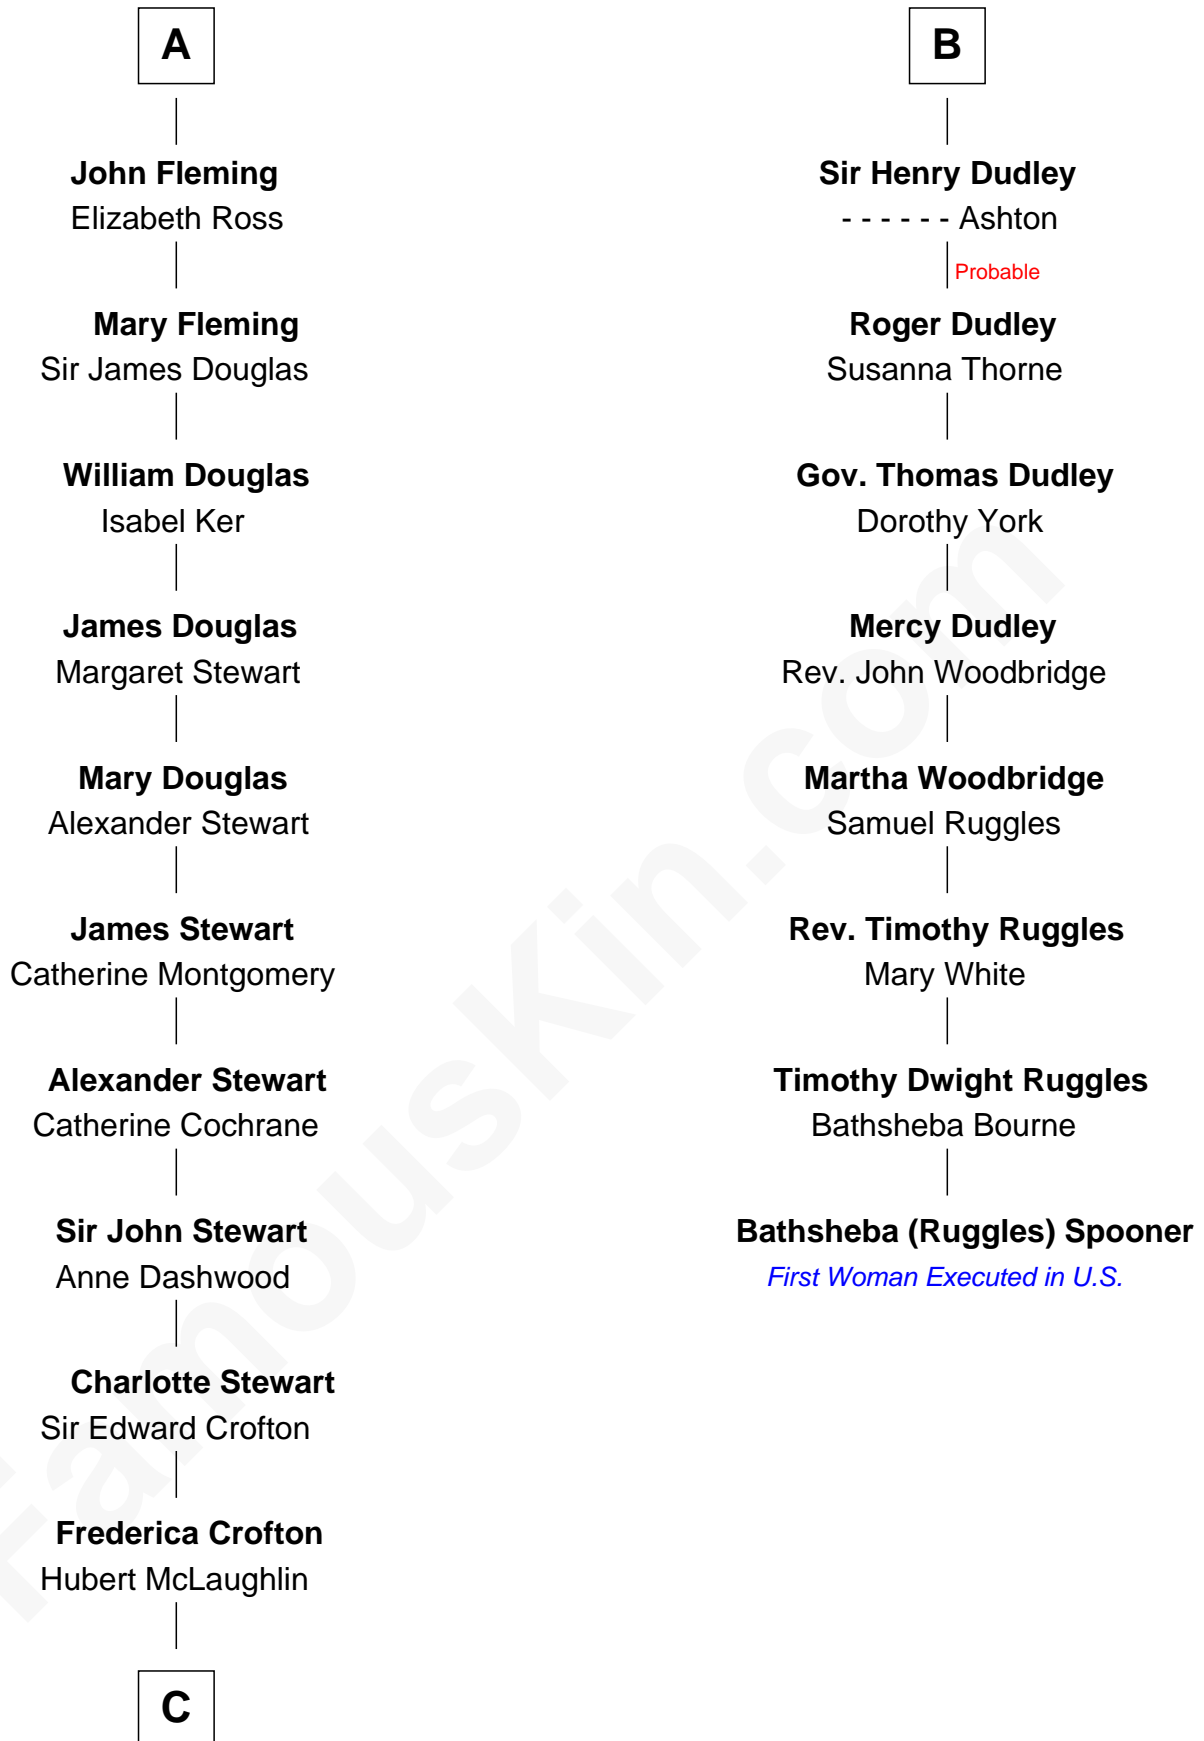 A
John Fleming
Elizabeth Ross
Mary Fleming
Sir James Douglas
William Douglas
Isabel Ker
James Douglas
Margaret Stewart
Mary Douglas
Alexander Stewart
James Stewart
Catherine Montgomery
Alexander Stewart
Catherine Cochrane
Sir John Stewart
Anne Dashwood
Charlotte Stewart
Sir Edward Crofton
Frederica Crofton
Hubert McLaughlin
C
B
Sir Henry Dudley
- - - - - - Ashton
Probable
Roger Dudley
Susanna Thorne
Gov. Thomas Dudley
Dorothy York
Mercy Dudley
Rev. John Woodbridge
Martha Woodbridge
Samuel Ruggles
Rev. Timothy Ruggles
Mary White
Timothy Dwight Ruggles
Bathsheba Bourne
Bathsheba (Ruggles) Spooner
First Woman Executed in U.S.
FamousKin.com